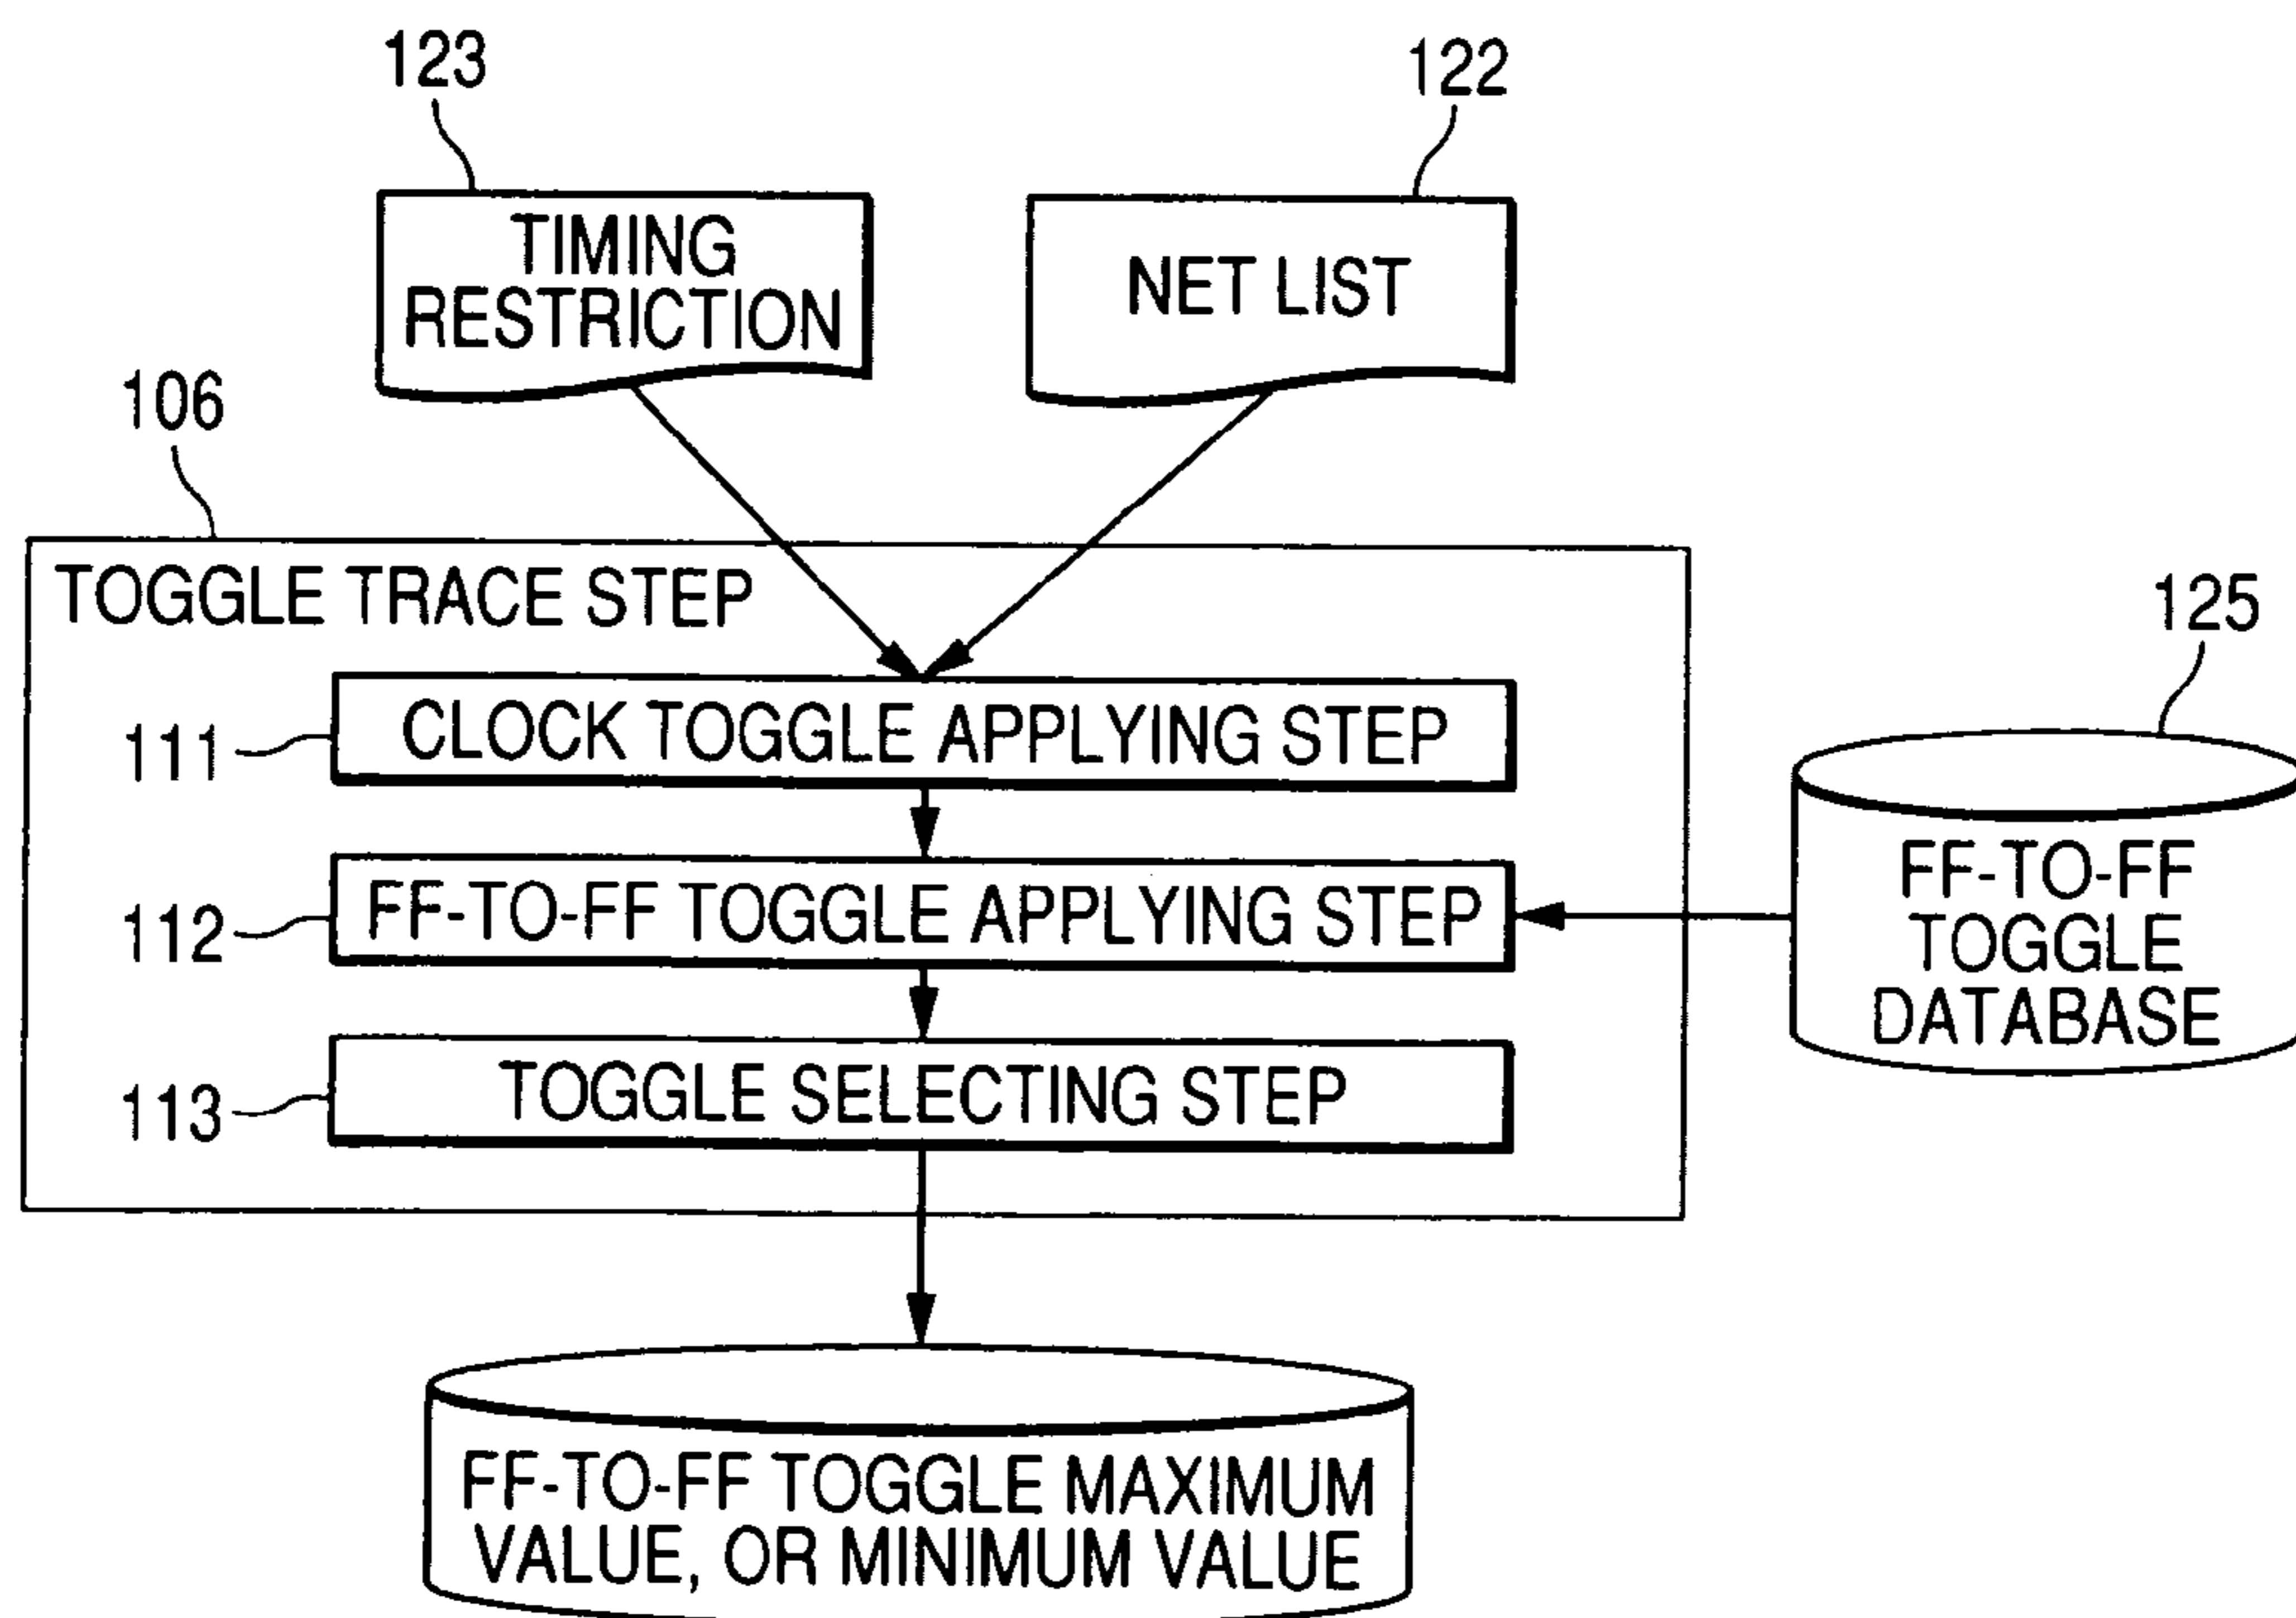 123
122
TIMING
RESTRICTION
NET LIST
106
TOGGLE TRACE STEP
125
111
CLOCK TOGGLE APPLYING STEP
112
FF-TO-FF TOGGLE APPLYING STEP
FF-TO-FF
TOGGLE
DATABASE
113
TOGGLE SELECTING STEP
FF-TO-FF TOGGLE MAXIMUM
VALUE, OR MINIMUM VALUE